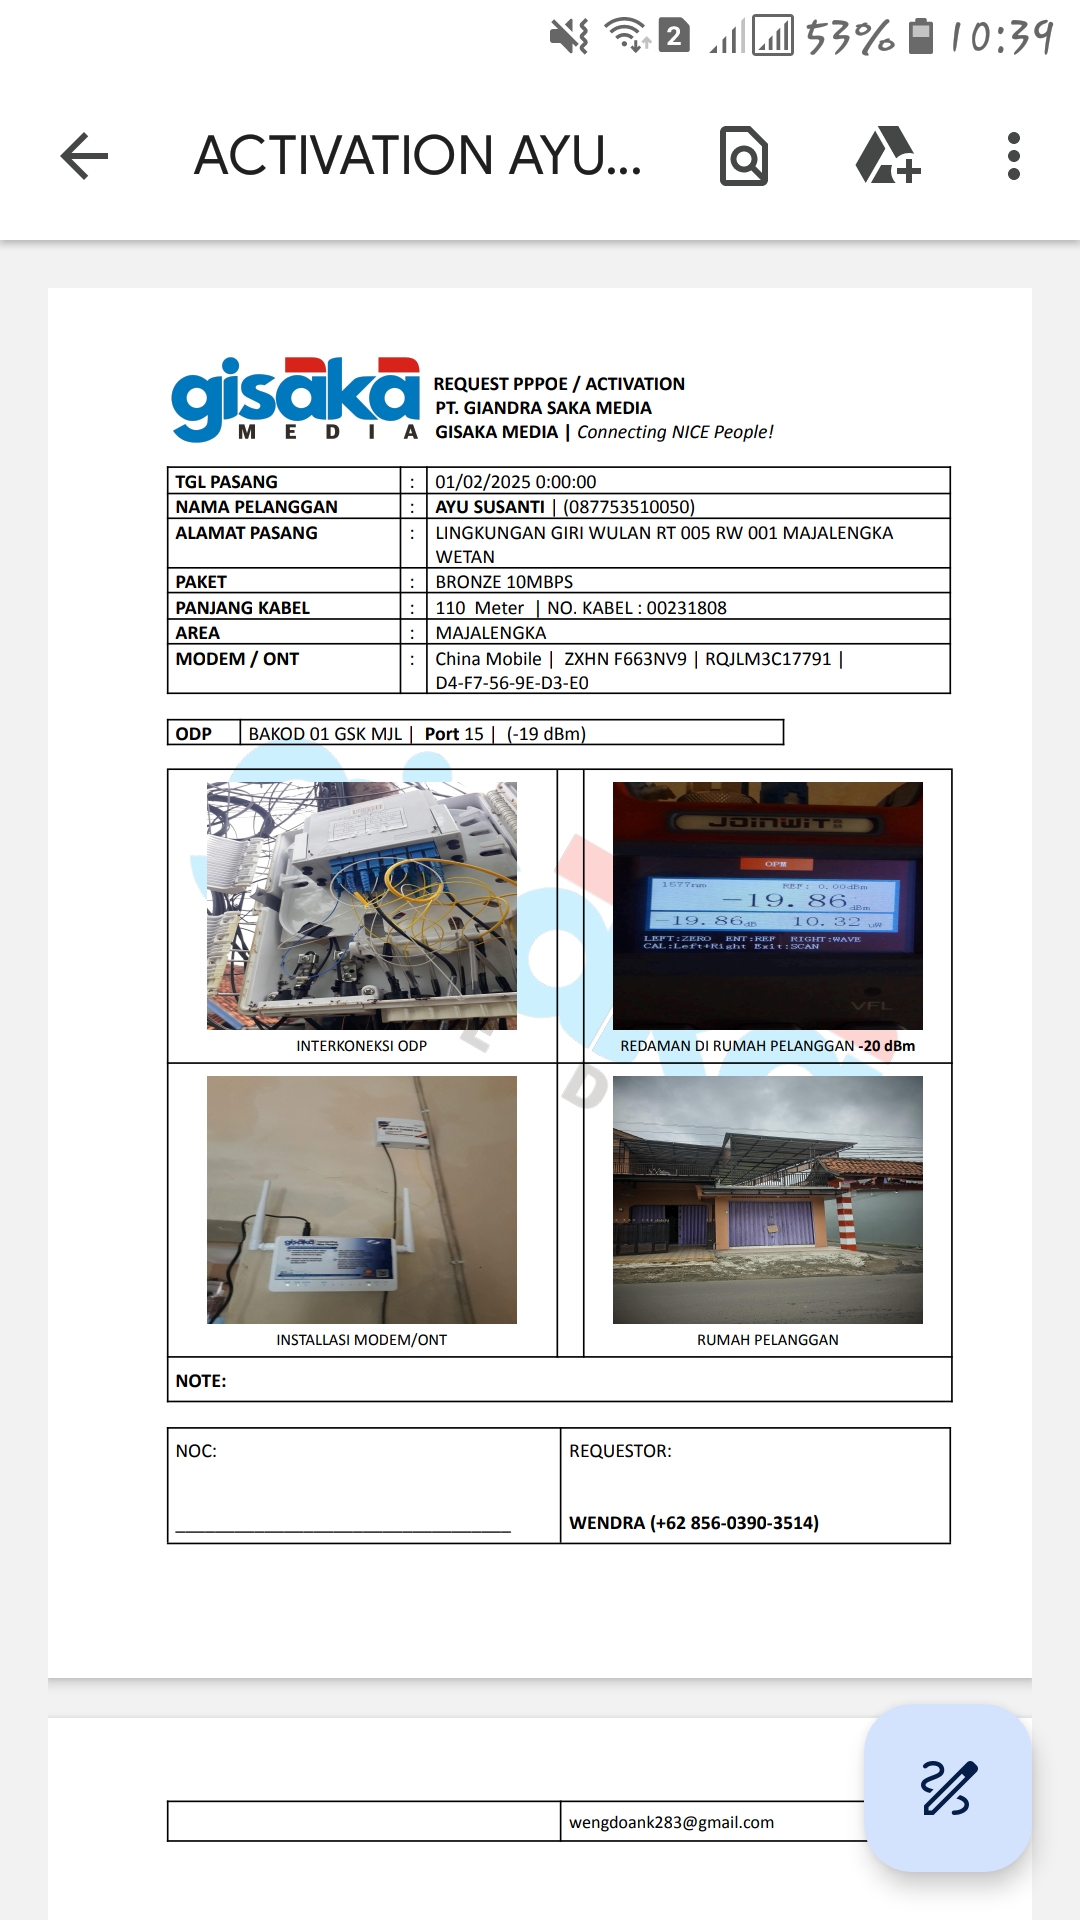 2 53% 10:39
ACTIVATION AYU...
gisaka
MEDIA
REQUEST PPPOE / ACTIVATION
PT. GIANDRA SAKA MEDIA
GISAKA MEDIA | Connecting NICE People!
TGL PASANG : 01/02/2025 0:00:00
NAMA PELANGGAN : AYU SUSANTI | (087753510050)
ALAMAT PASANG : LINGKUNGAN GIRI WULAN RT 005 RW 001 MAJALENGKA
WETAN
PAKET : BRONZE 10MBPS
PANJANG KABEL : 110 Meter | NO. KABEL : 00231808
AREA : MAJALENGKA
MODEM / ONT : China Mobile | ZXHN F663NV9 | RQJLM3C17791 |
D4-F7-56-9E-D3-E0
ODP BAKOD 01 GSK MJL | Port 15 | (-19 dBm)
JOINWIT
OPM
1577nm REF: 0.00dBm
-19.86 dBm
-19.86 dB 10.32 uW
LEFT:ZERO ENT:REF RIGHT:WAVE
CAL:Left+Right Exit:SCAN
VFL
INTERKONEKSI ODP
REDAMAN DI RUMAH PELANGGAN -20 dBm
gisaka
INSTALLASI MODEM/ONT
RUMAH PELANGGAN
NOTE:
NOC:
REQUESTOR:
WENDRA (+62 856-0390-3514)
wengdoank283@gmail.com